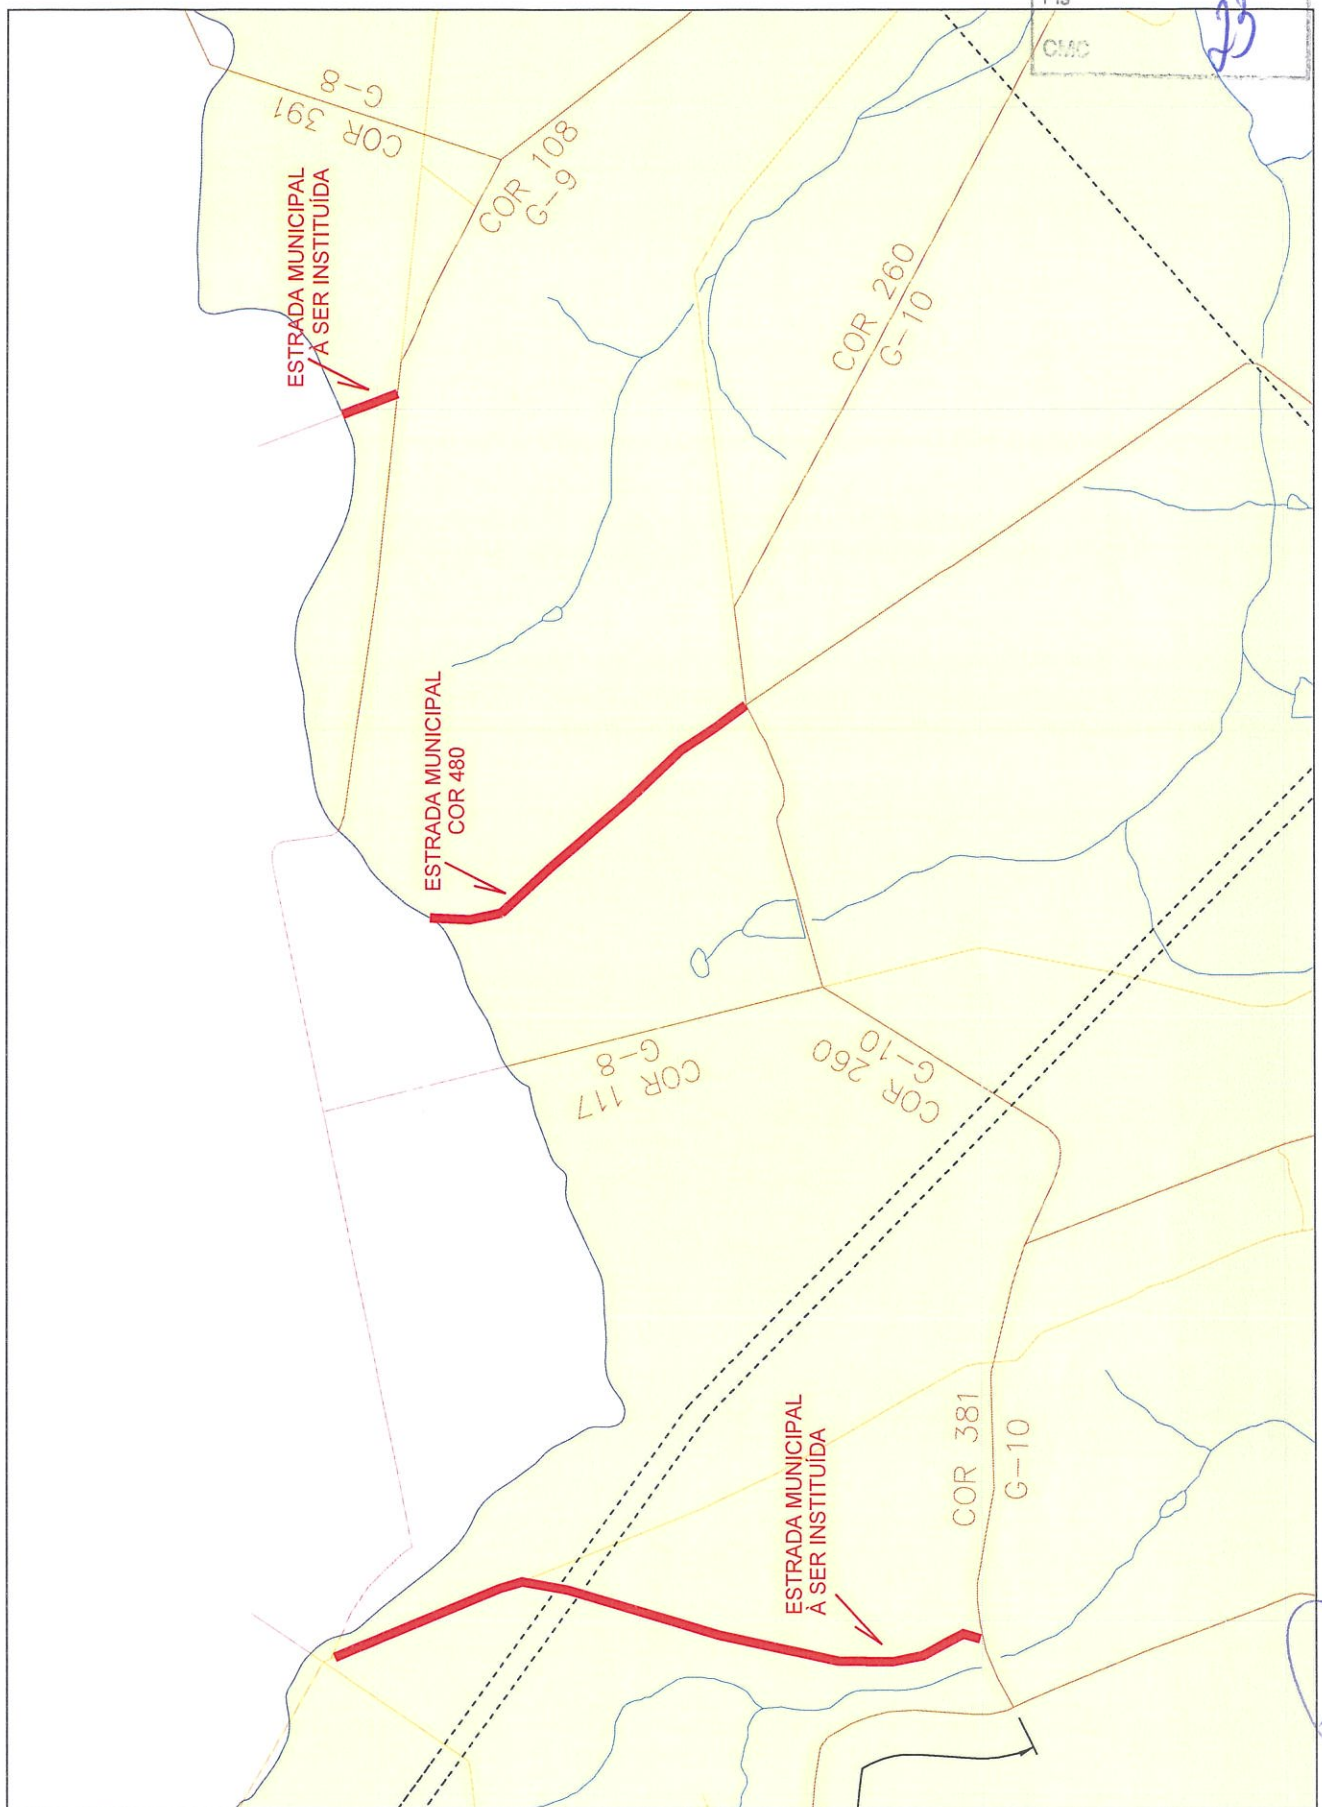 CMC
23
COR 391
G-8
ESTRADA MUNICIPAL
À SER INSTITUÍDA
COR 108
G-9
COR 260
G-10
ESTRADA MUNICIPAL
COR 480
COR 117
G-8
COR 260
G-10
ESTRADA MUNICIPAL
À SER INSTITUÍDA
COR 381
G-10